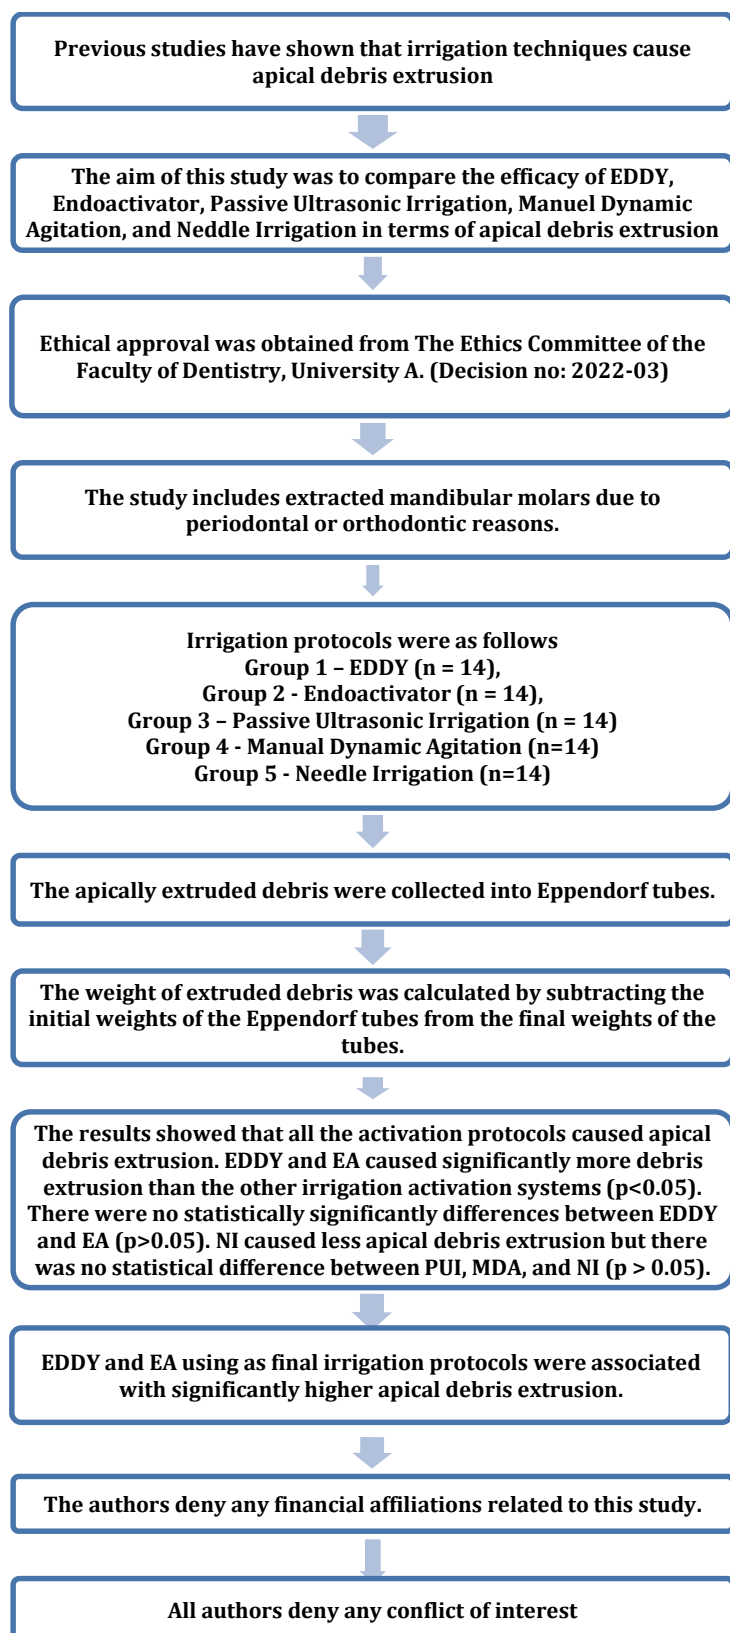 Previous studies have shown that irrigation techniques cause
apical debris extrusion
The aim of this study was to compare the efficacy of EDDY,
Endoactivator, Passive Ultrasonic Irrigation, Manuel Dynamic
Agitation, and Neddle Irrigation in terms of apical debris extrusion
Ethical approval was obtained from The Ethics Committee of the
Faculty of Dentistry, University A. (Decision no: 2022-03)
The study includes extracted mandibular molars due to
periodontal or orthodontic reasons.
Irrigation protocols were as follows
Group 1 – EDDY (n = 14),
Group 2 - Endoactivator (n = 14),
Group 3 – Passive Ultrasonic Irrigation (n = 14)
Group 4 - Manual Dynamic Agitation (n=14)
Group 5 - Needle Irrigation (n=14)
The apically extruded debris were collected into Eppendorf tubes.
The weight of extruded debris was calculated by subtracting the
initial weights of the Eppendorf tubes from the final weights of the
tubes.
The results showed that all the activation protocols caused apical
debris extrusion. EDDY and EA caused significantly more debris
extrusion than the other irrigation activation systems (p<0.05).
There were no statistically significantly differences between EDDY
and EA (p>0.05). NI caused less apical debris extrusion but there
was no statistical difference between PUI, MDA, and NI (p > 0.05).
EDDY and EA using as final irrigation protocols were associated
with significantly higher apical debris extrusion.
The authors deny any financial affiliations related to this study.
All authors deny any conflict of interest